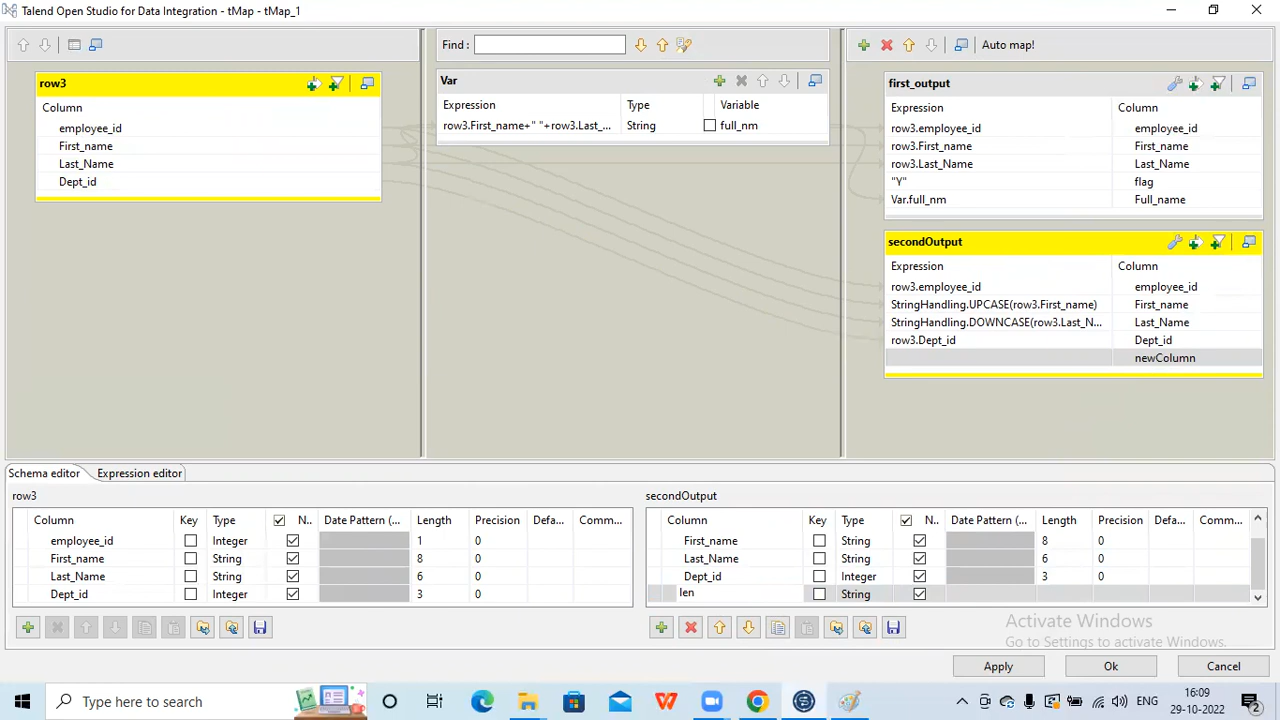 Talend Open Studio for Data Integration - tMap - tMap_1
Find :
Auto map!
row3
Column
employee_id
First_name
Last_Name
Dept_id
Var
Expression Type Variable
row3.First_name+" "+row3.Last_... String full_nm
first_output
Expression Column
row3.employee_id employee_id
row3.First_name First_name
row3.Last_Name Last_Name
"Y" flag
Var.full_nm Full_name
secondOutput
Expression Column
row3.employee_id employee_id
StringHandling.UPCASE(row3.First_name) First_name
StringHandling.DOWNCASE(row3.Last_N... Last_Name
row3.Dept_id Dept_id
newColumn
Schema editor Expression editor
row3
Column Key Type N.. Date Pattern (... Length Precision Defa... Comm...
employee_id Integer 1 0
First_name String 8 0
Last_Name String 6 0
Dept_id Integer 3 0
secondOutput
Column Key Type N.. Date Pattern (... Length Precision Defa... Comm...
First_name String 8 0
Last_Name String 6 0
Dept_id Integer 3 0
len String
Activate Windows
Go to Settings to activate Windows.
Apply Ok Cancel
Type here to search
ENG
16:09
29-10-2022
2